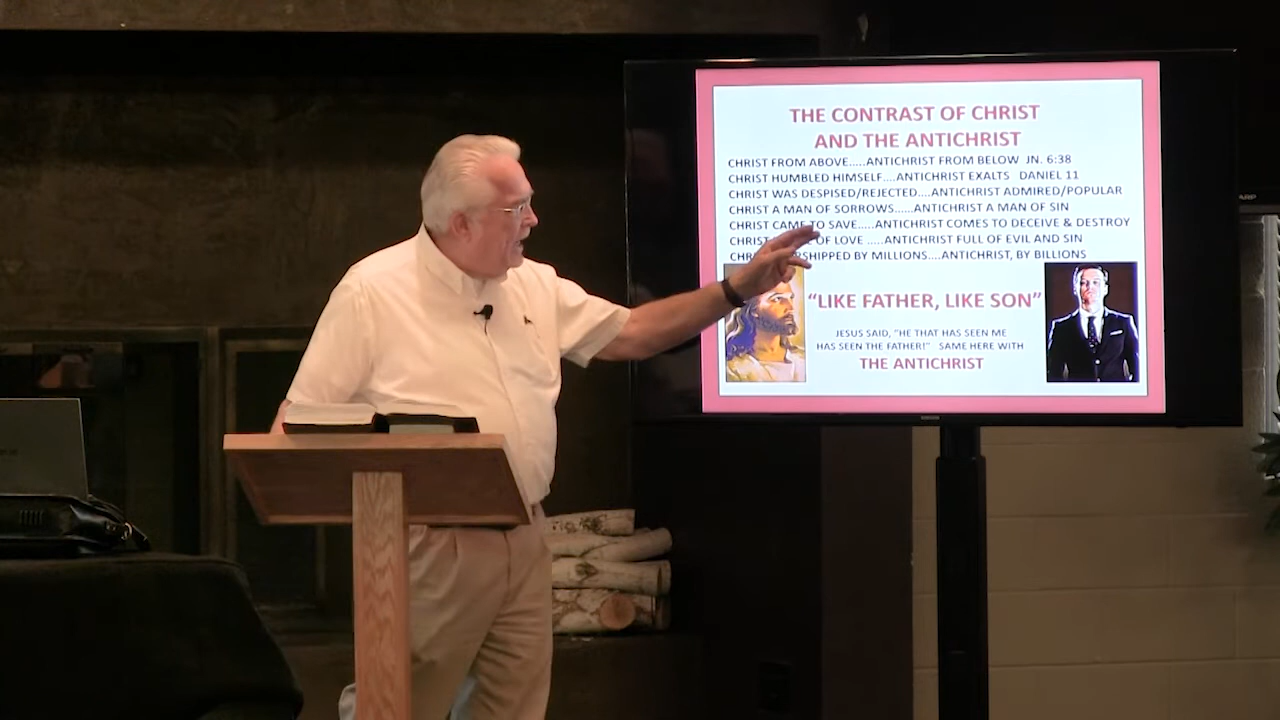 THE CONTRAST OF CHRIST
AND THE ANTICHRIST
CHRIST FROM ABOVE.....ANTICHRIST FROM BELOW JN. 6:38
CHRIST HUMBLED HIMSELF....ANTICHRIST EXALTS DANIEL 11
CHRIST WAS DESPISED/REJECTED....ANTICHRIST ADMIRED/POPULAR
CHRIST A MAN OF SORROWS......ANTICHRIST A MAN OF SIN
CHRIST CAME TO SAVE.....ANTICHRIST COMES TO DECEIVE & DESTROY
OF LOVE .....ANTICHRIST FULL OF EVIL AND SIN
BY MILLIONS....ANTICHRIST, BY BILLIONS
“LIKE FATHER, LIKE SON”
JESUS SAID, “HE THAT HAS SEEN ME
HAS SEEN THE FATHER!” SAME HERE WITH
THE ANTICHRIST